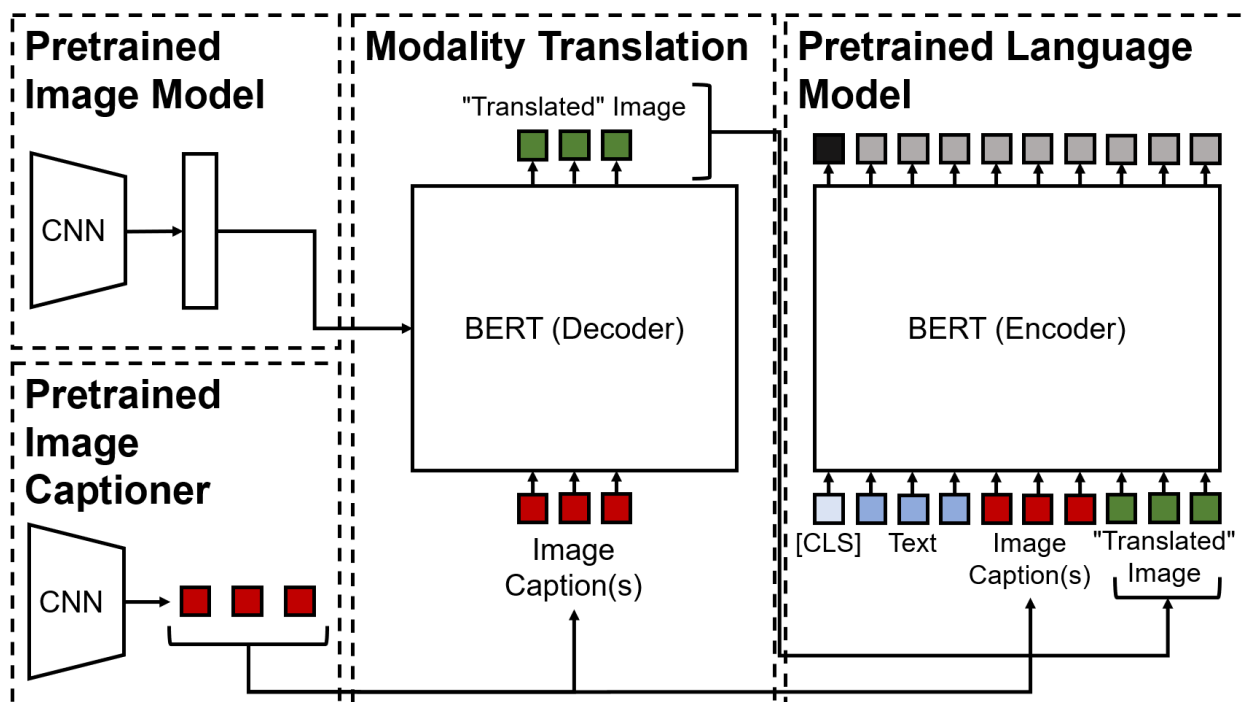 Pretrained
Image Model
CNN
Pretrained
Image
Captioner
CNN
Modality Translation
"Translated" Image
BERT (Decoder)
Image
Caption(s)
Pretrained Language
Model
BERT (Encoder)
[CLS]
Text
Image
Caption(s)
"Translated"
Image